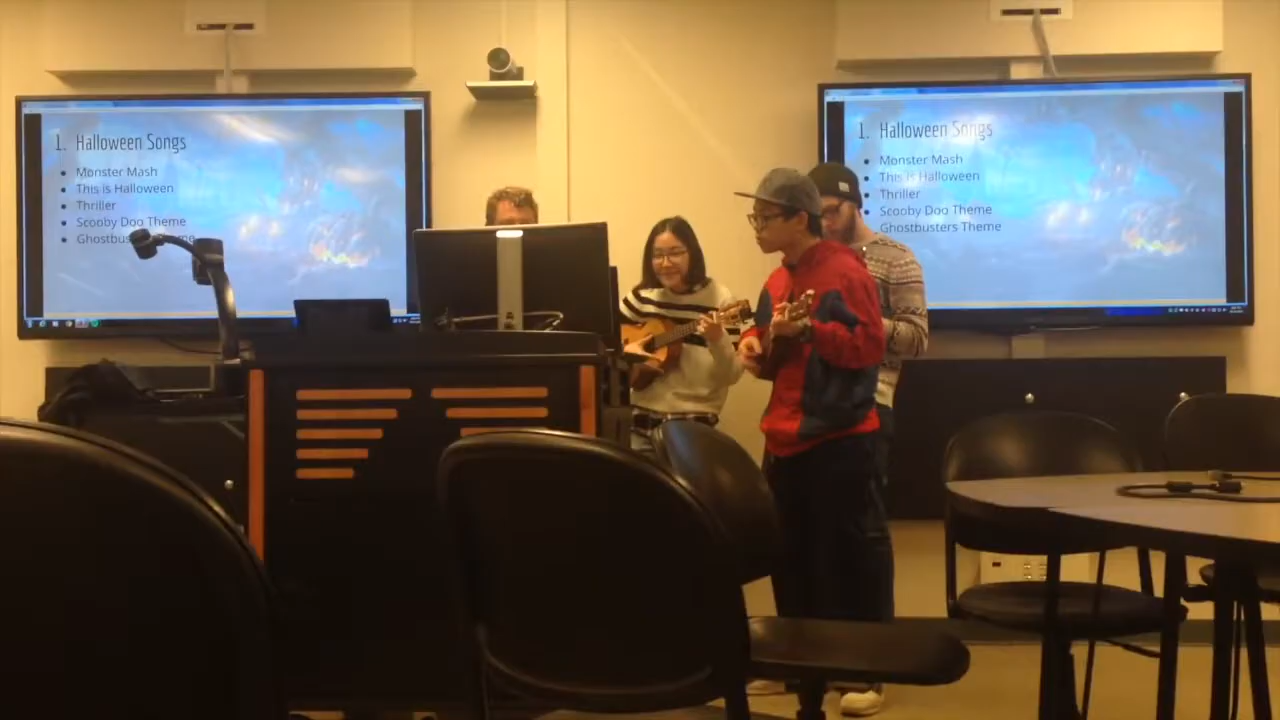 1. Halloween Songs
• Monster Mash
• This is Halloween
• Thriller
• Scooby Doo Theme
• Ghostbusters Theme
1. Halloween Songs
• Monster Mash
• This is Halloween
• Thriller
• Scooby Doo Theme
Ghostbusters Theme